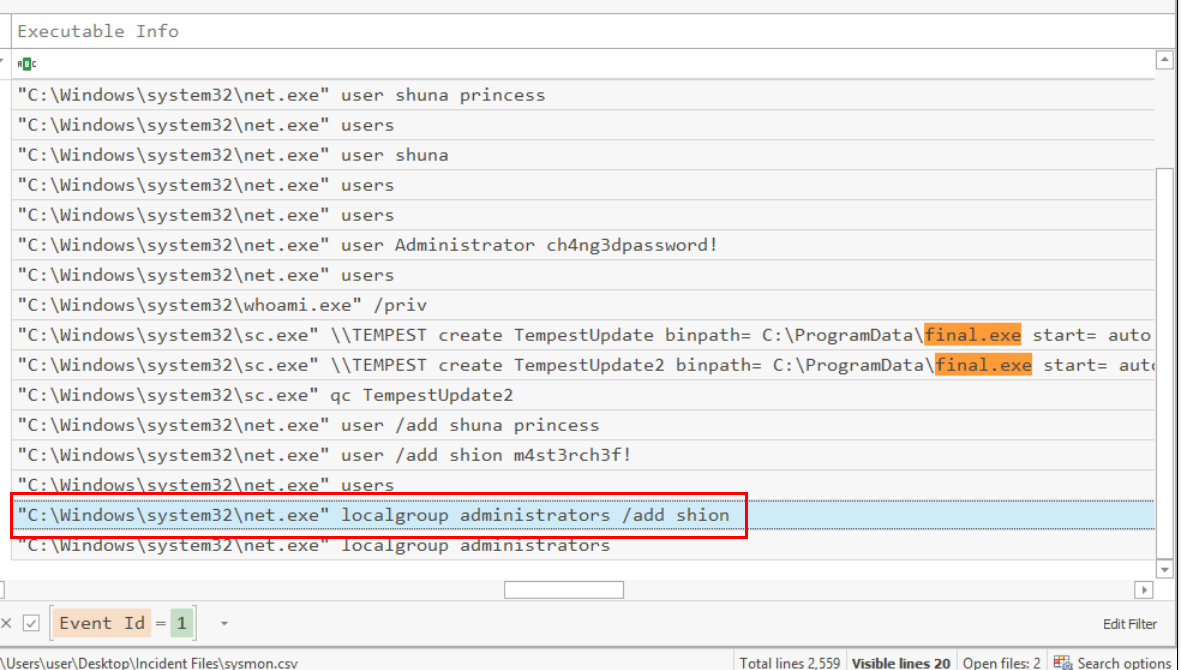 Executable Info
"C:\Windows\system32\net.exe" user shuna princess
"C:\Windows\system32\net.exe" users
"C:\Windows\system32\net.exe" user shuna
"C:\Windows\system32\net.exe" users
"C:\Windows\system32\net.exe" users
"C:\Windows\system32\net.exe" user Administrator ch4ng3dpassword!
"C:\Windows\system32\net.exe" users
"C:\Windows\system32\whoami.exe" /priv
"C:\Windows\system32\sc.exe" \\TEMPEST create TempestUpdate binpath= C:\ProgramData\final.exe start= auto
"C:\Windows\system32\sc.exe" \\TEMPEST create TempestUpdate2 binpath= C:\ProgramData\final.exe start= aut
"C:\Windows\system32\sc.exe" qc TempestUpdate2
"C:\Windows\system32\net.exe" user /add shuna princess
"C:\Windows\system32\net.exe" user /add shion m4st3rch3f!
"C:\Windows\system32\net.exe" users
"C:\Windows\system32\net.exe" localgroup administrators /add shion
"C:\Windows\system32\net.exe" localgroup administrators
Event Id = 1
Edit Filter
\Users\user\Desktop\Incident Files\sysmon.csv Total lines 2,559 Visible lines 20 Open files: 2 Search options